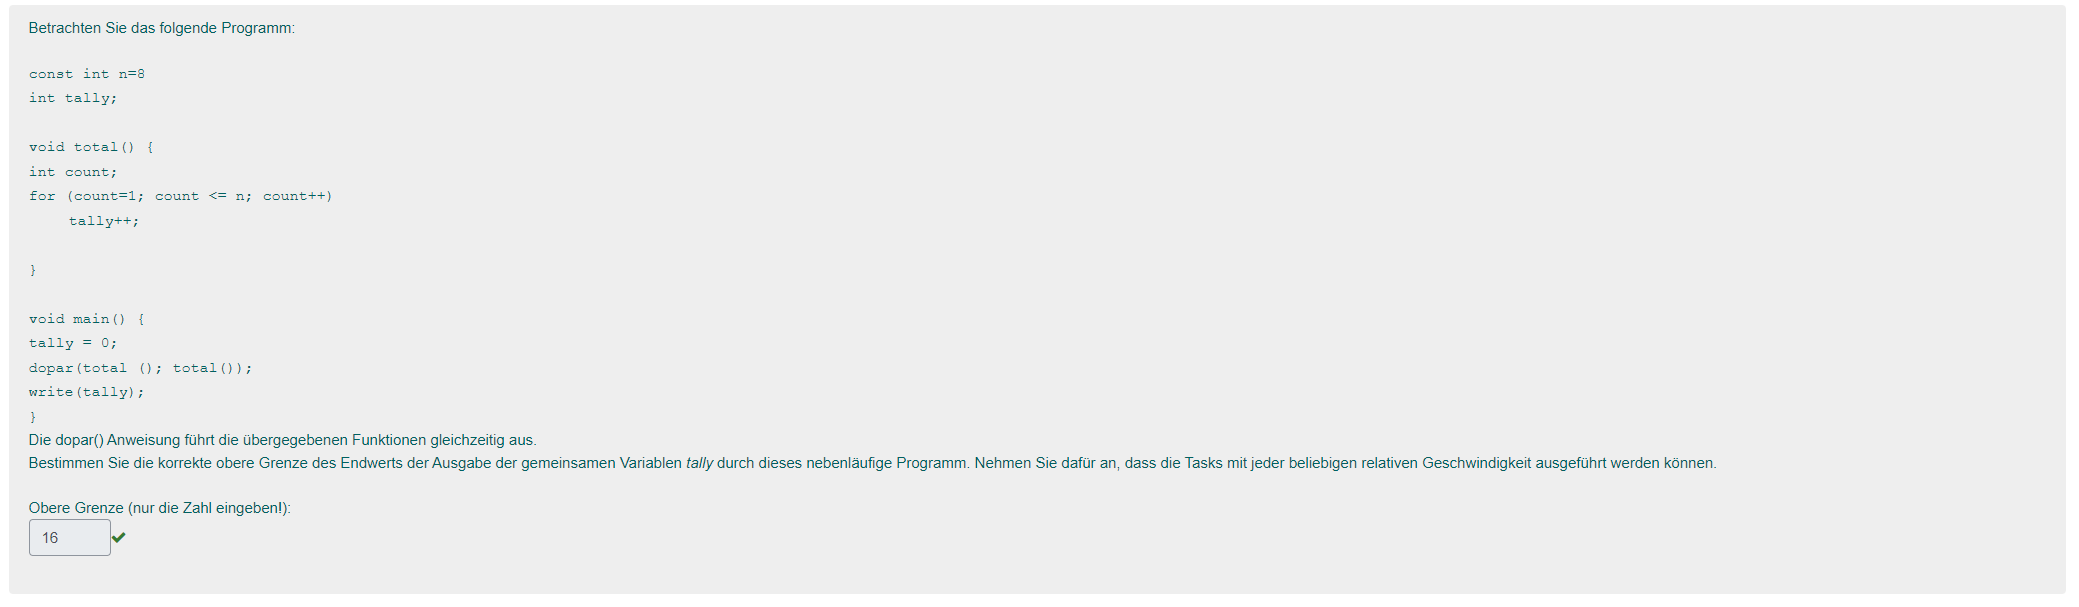 Betrachten Sie das folgende Programm:
const int n=8
int tally;
void total() {
int count;
for (count=1; count <= n; count++)
tally++;
}
void main() {
tally = 0;
dopar(total (); total());
write(tally);
}
Die dopar() Anweisung führt die übergegebenen Funktionen gleichzeitig aus.
Bestimmen Sie die korrekte obere Grenze des Endwerts der Ausgabe der gemeinsamen Variablen tally durch dieses nebenläufige Programm. Nehmen Sie dafür an, dass die Tasks mit jeder beliebigen relativen Geschwindigkeit ausgeführt werden können.
Obere Grenze (nur die Zahl eingeben!):
16